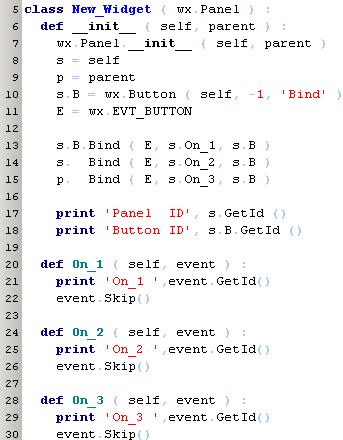 5 class New_Widget ( wx.Panel ) :
6   def __init__ ( self, parent ) :
7     wx.Panel.__init__ ( self, parent )
8     s = self
9     p = parent
10     s.B = wx.Button ( self, -1, 'Bind' )
11     E = wx.EVT_BUTTON
12
13     s.B.Bind ( E, s.On_1, s.B )
14     s.  Bind ( E, s.On_2, s.B )
15     p.  Bind ( E, s.On_3, s.B )
16
17     print 'Panel  ID', s.GetId ()
18     print 'Button ID', s.B.GetId ()
19
20   def On_1 ( self, event ) :
21     print 'On_1 ',event.GetId()
22     event.Skip()
23
24   def On_2 ( self, event ) :
25     print 'On_2 ',event.GetId()
26     event.Skip()
27
28   def On_3 ( self, event ) :
29     print 'On_3 ',event.GetId()
30     event.Skip()